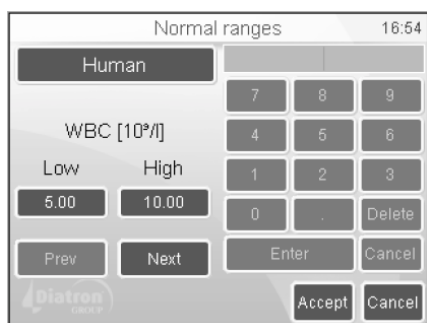 Normal ranges 16:54
Human
WBC [10⁹/l]
Low High
5.00 10.00
Prev Next
7 8 9
4 5 6
1 2 3
0 . Delete
Enter Cancel
Diatron
GROUP
Accept Cancel